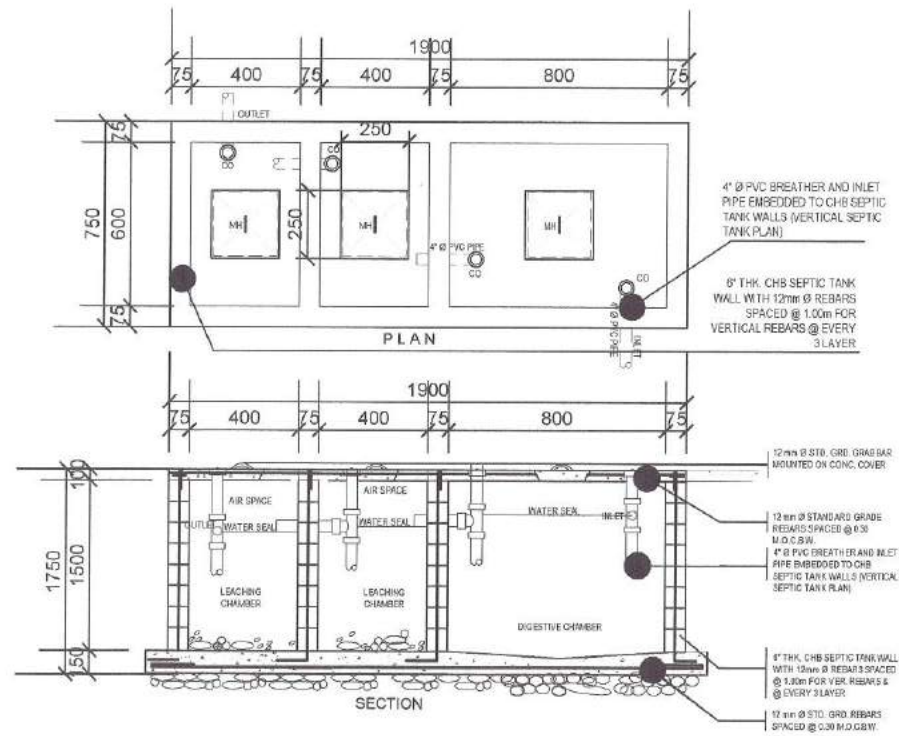 1900
75 400 75 400 75 800 75
OUTLET
250
CO
CO
MH
MH
MH
250
4" Ø PVC PIPE
CO
CO
4" Ø PVC PIPE
INLET
75
600
75
750
4" Ø PVC BREATHER AND INLET
PIPE EMBEDDED TO CHB SEPTIC
TANK WALLS (VERTICAL SEPTIC
TANK PLAN)
6" THK. CHB SEPTIC TANK
WALL WITH 12mm Ø REBARS
SPACED @ 1.00m FOR
VERTICAL REBARS @ EVERY
3 LAYER
PLAN
1900
75 400 75 400 75 800 75
100
1500
150
1750
AIR SPACE
AIR SPACE
OUTLET
WATER SEAL
WATER SEAL
WATER SEAL
INLET
LEACHING
CHAMBER
LEACHING
CHAMBER
DIGESTIVE CHAMBER
12 mm Ø STD. GRD. GRAB BAR
MOUNTED ON CONC. COVER
12 mm Ø STANDARD GRADE
REBARS SPACED @ 0.30
M.O.C.B.W.
4" Ø PVC BREATHER AND INLET
PIPE EMBEDDED TO CHB
SEPTIC TANK WALLS (VERTICAL
SEPTIC TANK PLAN)
THK. CHB SEPTIC TANK WALL
WITH 12mm Ø REBARS SPACED
@ 1.00m FOR VER. REBARS &
@ EVERY 3 LAYER
12 mm Ø STD. GRD. REBARS
SPACED @ 0.30 M.O.C.B.W.
SECTION